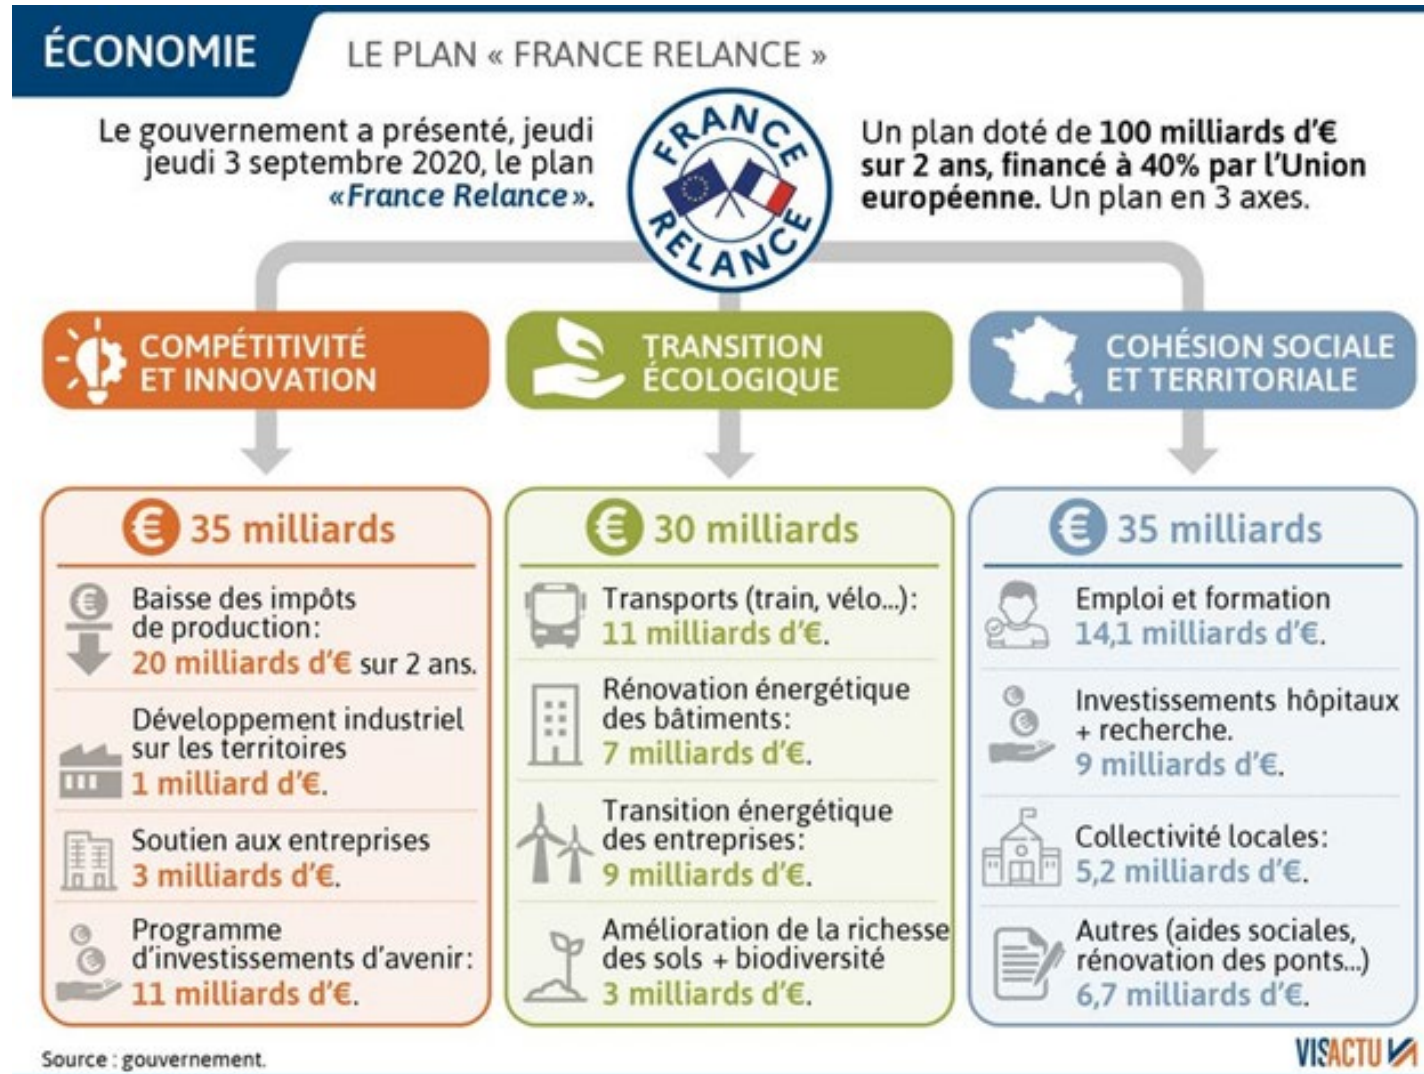 ÉCONOMIE
LE PLAN « FRANCE RELANCE »
Le gouvernement a présenté, jeudi
jeudi 3 septembre 2020, le plan
«France Relance».
FRANCE
RELANCE
Un plan doté de 100 milliards d'€
sur 2 ans, financé à 40% par l'Union
européenne. Un plan en 3 axes.
COMPÉTITIVITÉ
ET INNOVATION
€ 35 milliards
€
Baisse des impôts
de production:
20 milliards d'€ sur 2 ans.
Développement industriel
sur les territoires
1 milliard d'€.
Soutien aux entreprises
3 milliards d'€.
Programme
d'investissements d'avenir:
11 milliards d'€.
TRANSITION
ÉCOLOGIQUE
€ 30 milliards
Transports (train, vélo...):
11 milliards d'€.
Rénovation énergétique
des bâtiments:
7 milliards d'€.
Transition énergétique
des entreprises:
9 milliards d'€.
Amélioration de la richesse
des sols + biodiversité
3 milliards d'€.
COHÉSION SOCIALE
ET TERRITORIALE
€ 35 milliards
Emploi et formation
14,1 milliards d'€.
Investissements hôpitaux
+ recherche.
9 milliards d'€.
Collectivité locales:
5,2 milliards d'€.
Autres (aides sociales,
rénovation des ponts...)
6,7 milliards d'€.
Source : gouvernement.
VISACTU